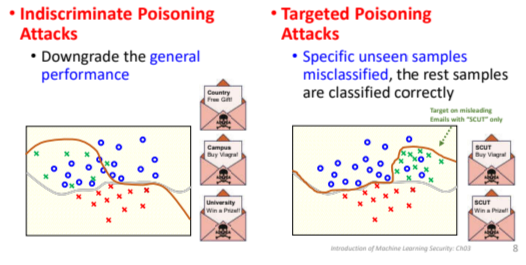 • Indiscriminate Poisoning
Attacks
• Downgrade the general
performance
Country
Free Gift!
Campus
Buy Viagra!
University
Win a Prize!!
• Targeted Poisoning
Attacks
• Specific unseen samples
misclassified, the rest samples
are classified correctly
Target on misleading
Emails with "SCUT" only
SCUT
Buy Viagra!
SCUT
Win a Prize!!
Introduction of Machine Learning Security: Ch03
8